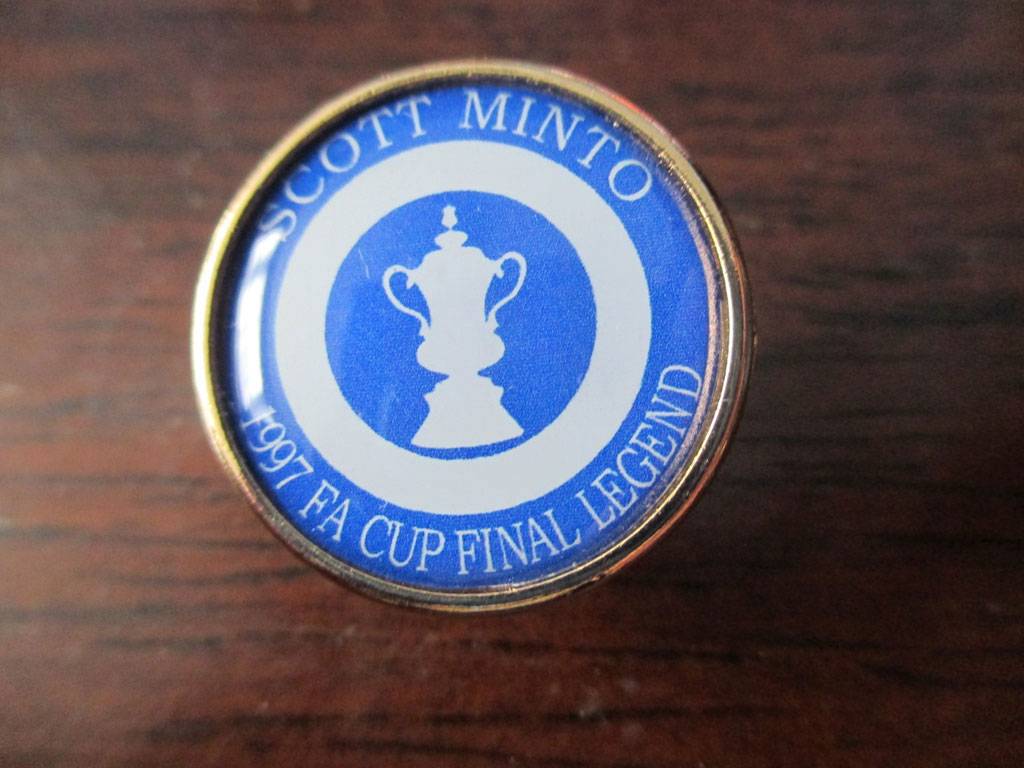 SCOTT MINTO
1997 FA CUP FINAL LEGEND